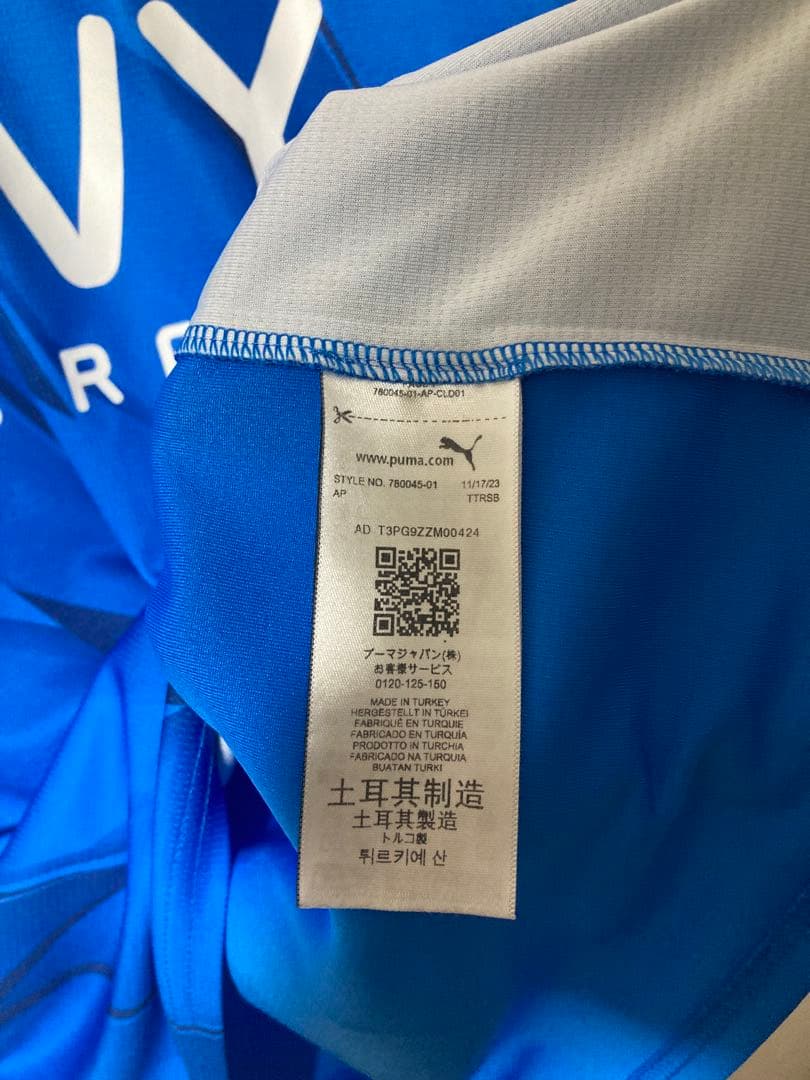 VY
RE
780045-01-AP-CLD01
www.puma.com
STYLE NO. 780045-01 11/17/23
AP TTRSB
AD T3PG9ZZM00424
プーマジャパン(株)
お客様サービス
0120-125-150
MADE IN TURKEY
HERGESTELLT IN TÜRKEI
FABRIQUÉ EN TURQUIE
FABRICADO EN TURQUÍA
PRODOTTO IN TURCHIA
FABRICADO NA TURQUIA
BUATAN TURKI
土耳其制造
土耳其製造
トルコ製
튀르키예 산